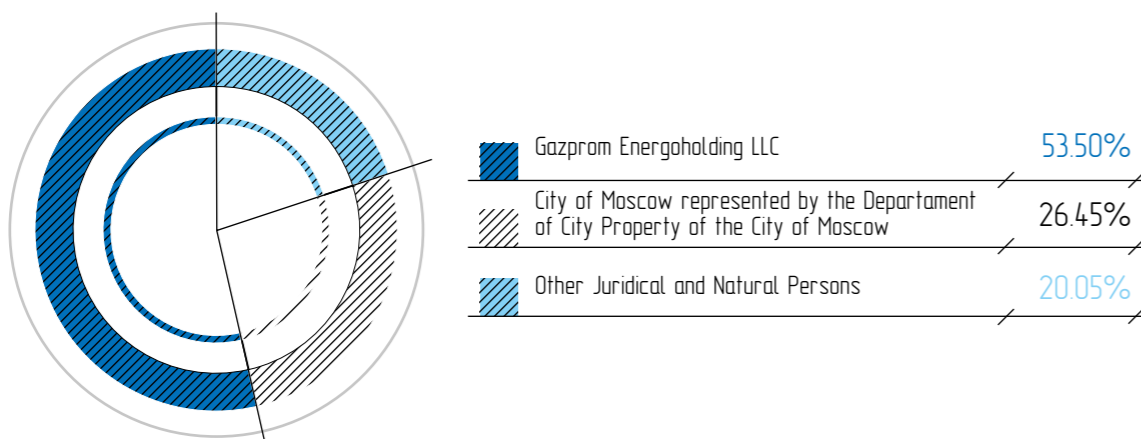 Gazprom Energoholding LLC 53.50%
City of Moscow represented by the Departament
of City Property of the City of Moscow 26.45%
Other Juridical and Natural Persons 20.05%